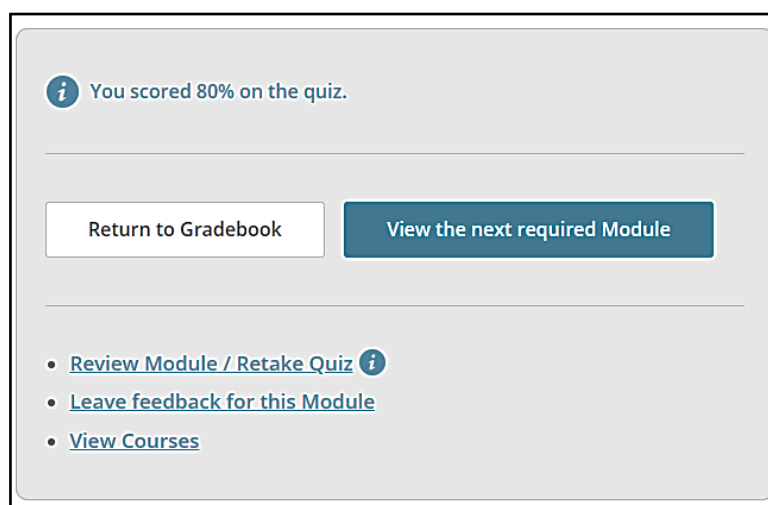 You scored 80% on the quiz.
Return to Gradebook
View the next required Module
Review Module / Retake Quiz
Leave feedback for this Module
View Courses